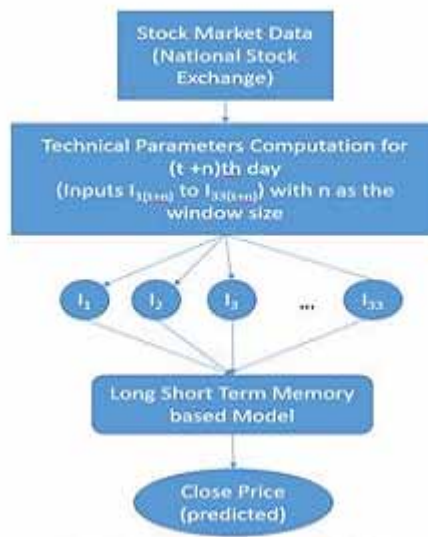 Stock Market Data
(National Stock
Exchange)
Technical Parameters Computation for
(t +n)th day
(Inputs I1(t+n) to I33(t+n)) with n as the
window size
I1 I2 I3 ... I33
Long Short Term Memory
based Model
Close Price
(predicted)